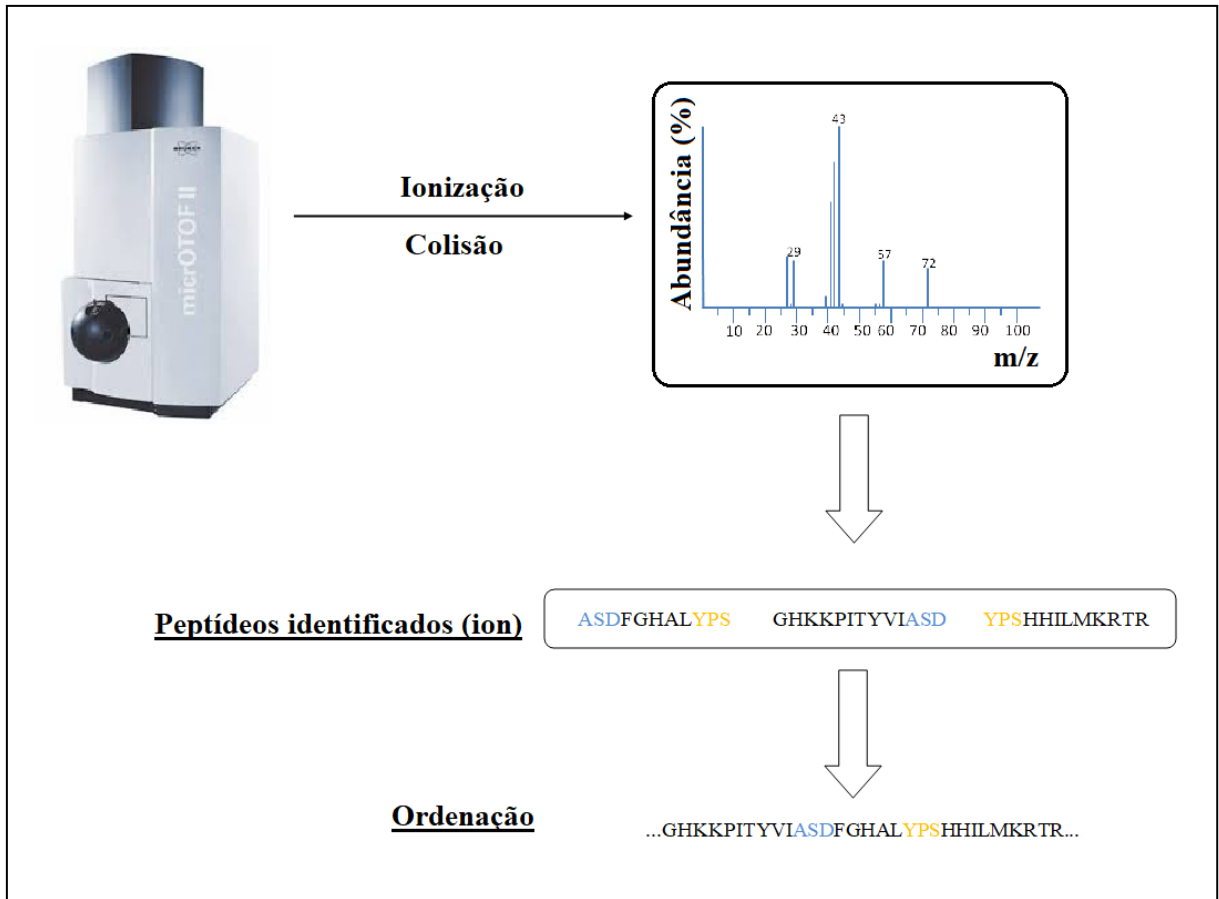 BRUKER
micrOTOF II
Ionização
Colisão
Abundância (%)
43
29
57
72
10 20 30 40 50 60 70 80 90 100
m/z
Peptídeos identificados (ion)
ASDFGHALYPS GHKKPITYVIASD YPSHHILMKRTR
Ordenação
...GHKKPITYVIASDFGHALYPSHHILMKRTR...